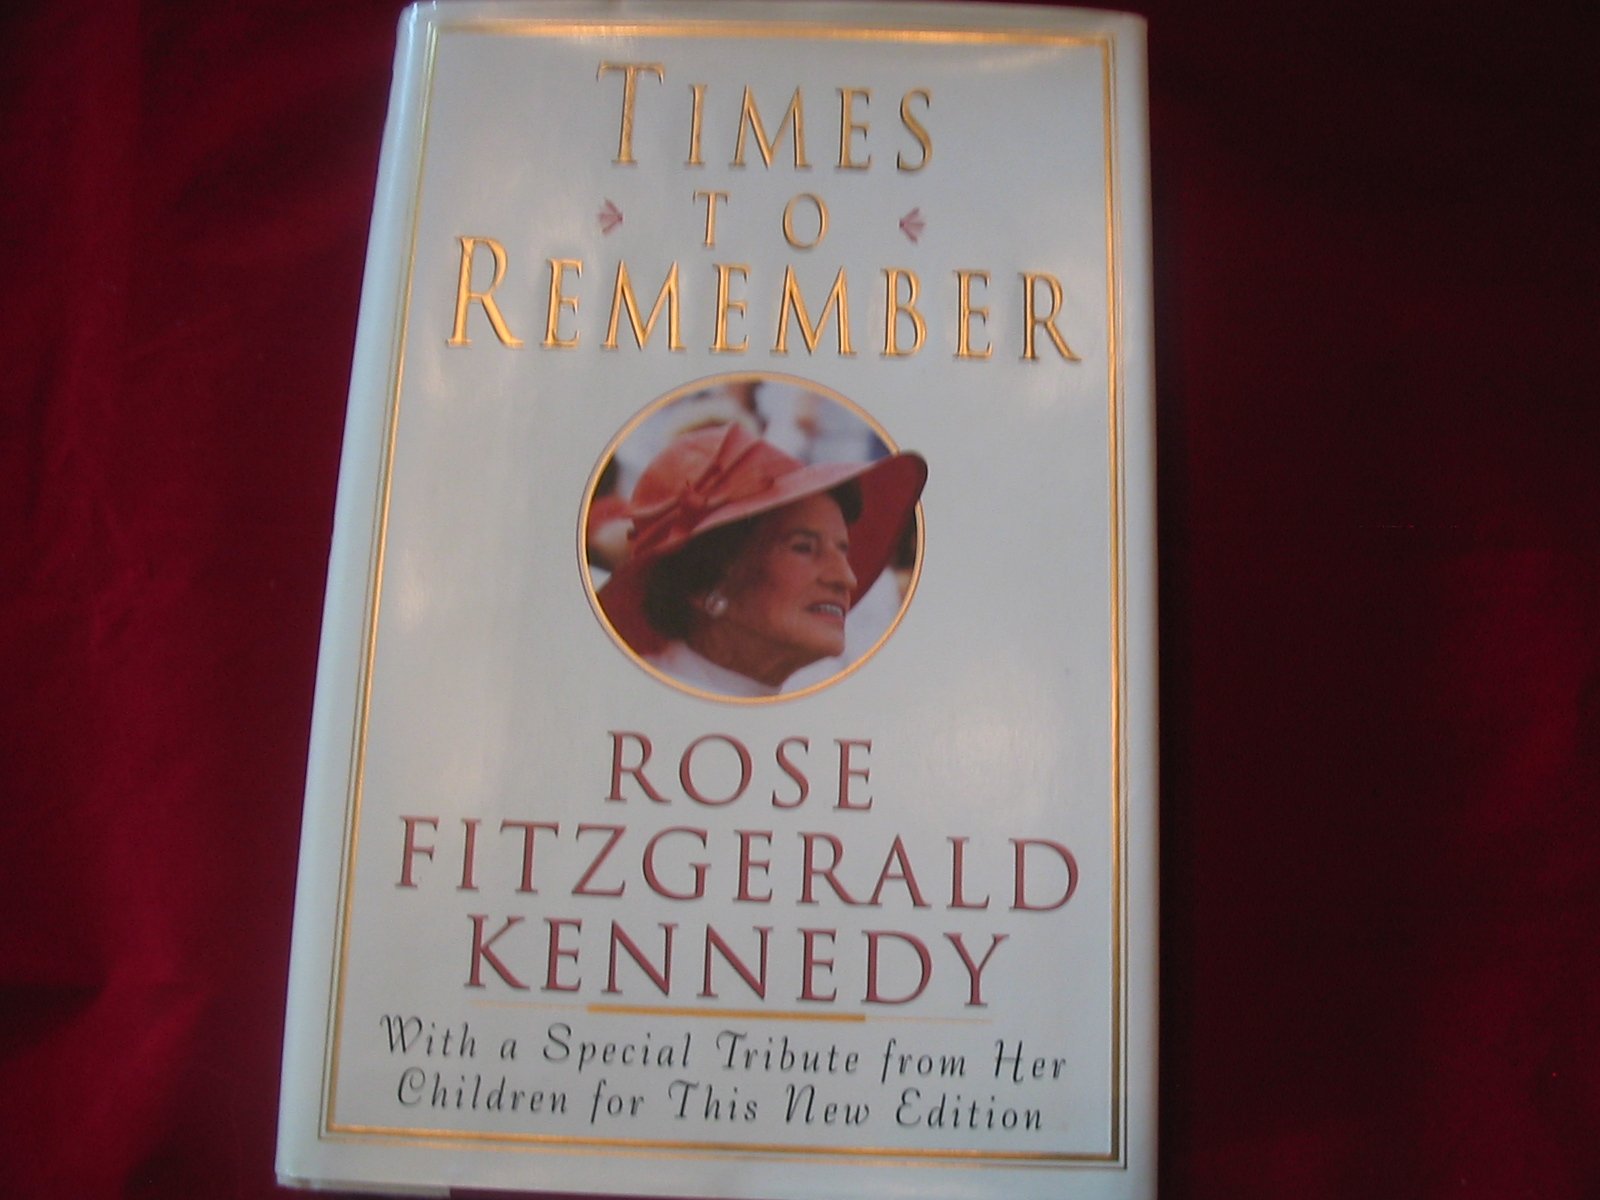 TIMES
TO
REMEMBER
ROSE
FITZGERALD
KENNEDY
With a Special Tribute from Her
Children for This New Edition